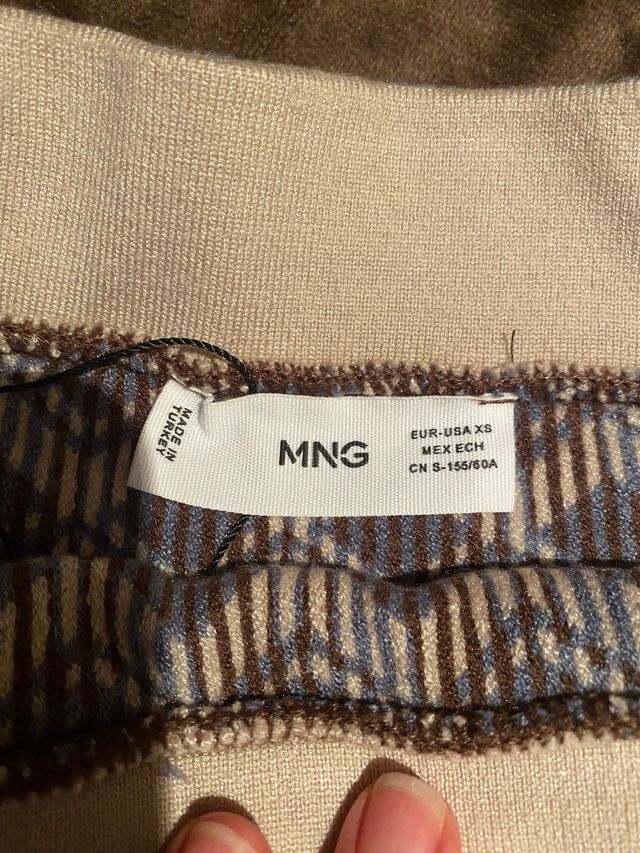 MADE IN
TURKEY
MNG
EUR-USA XS
MEX ECH
CN S-155/60A